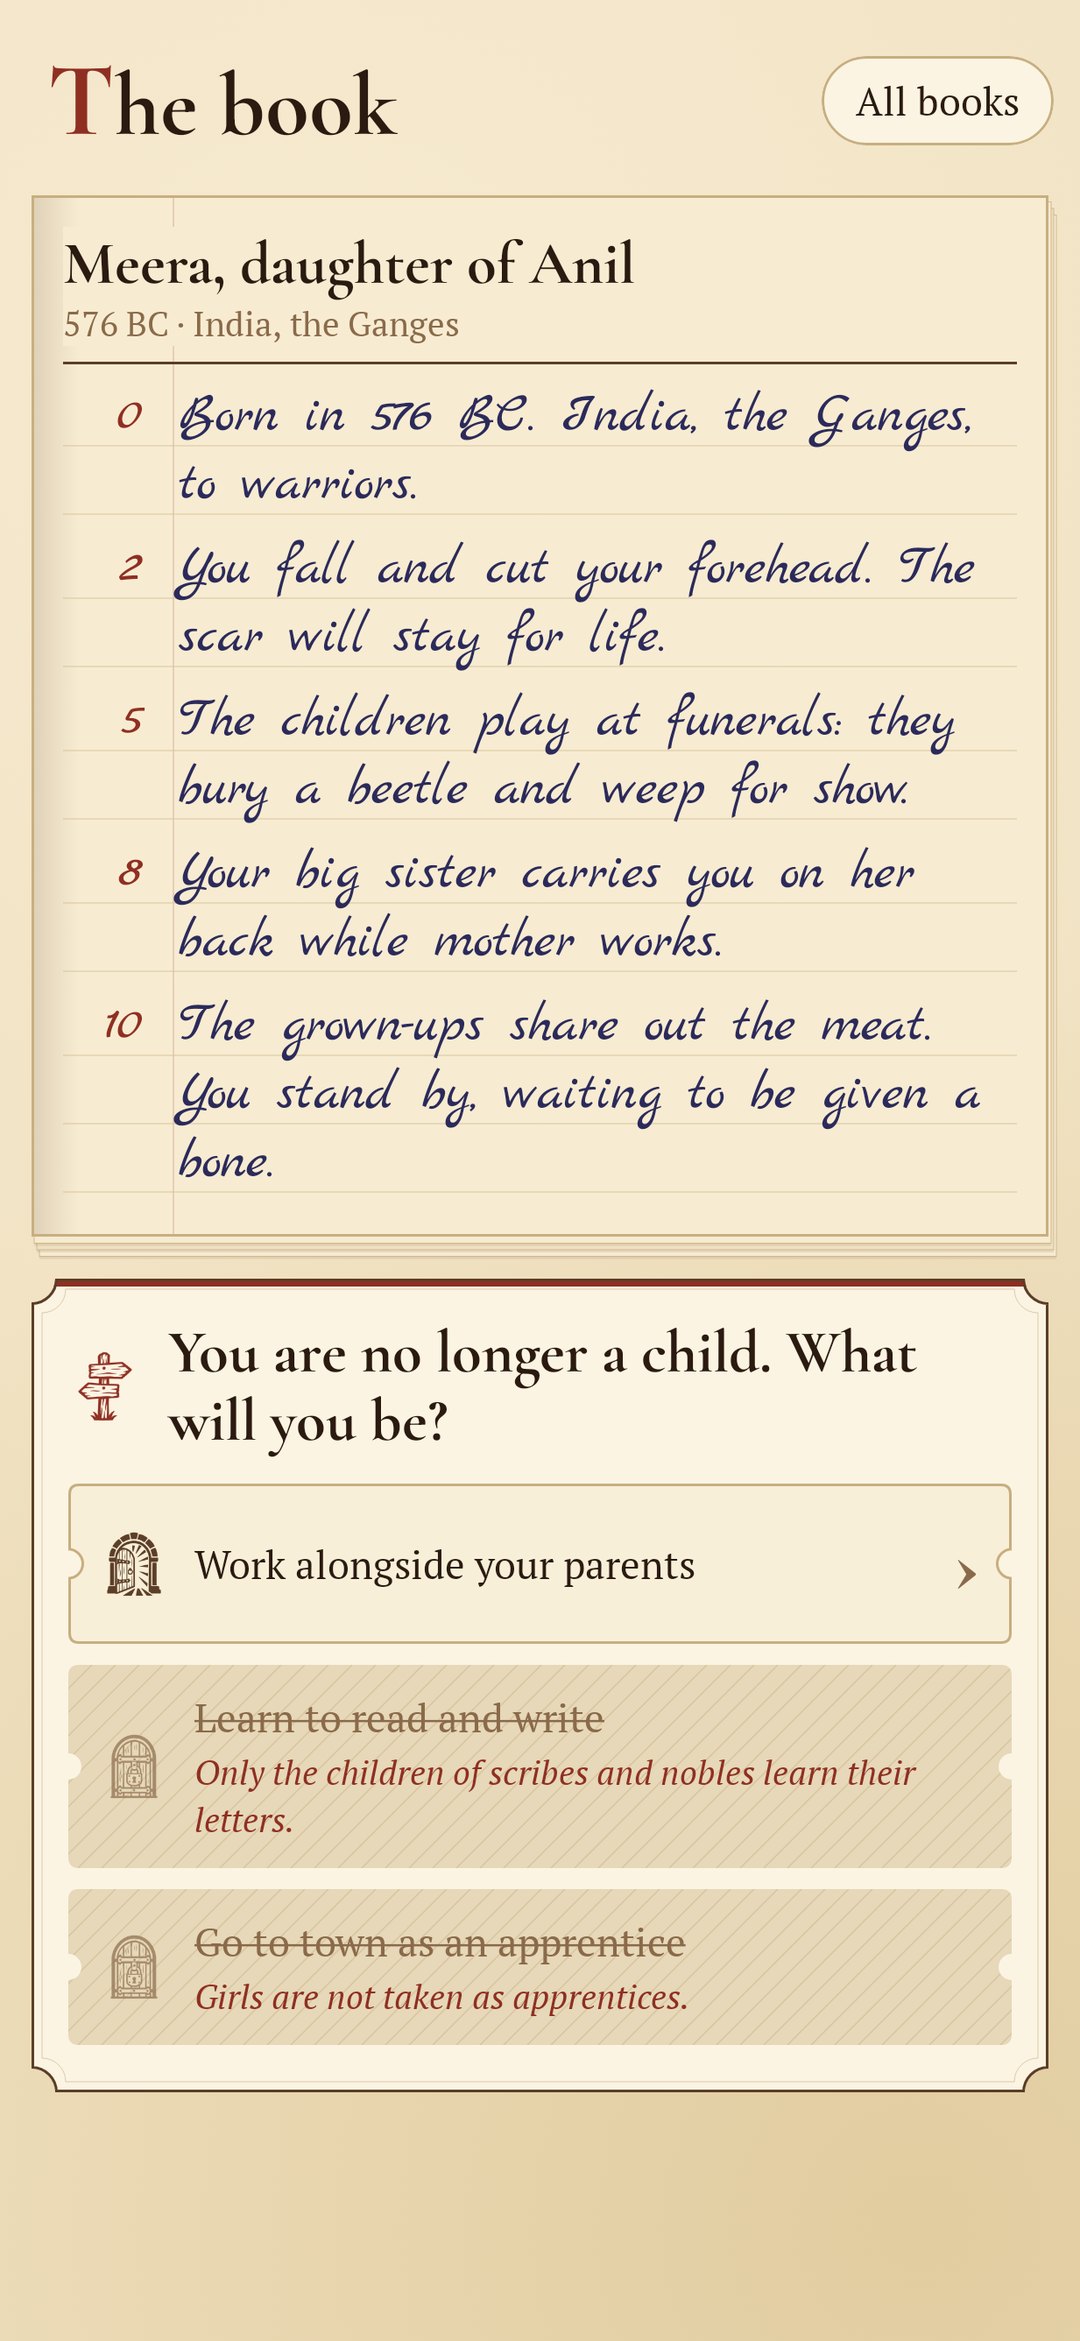 The book
All books
Meera, daughter of Anil
576 BC · India, the Ganges
0 Born in 576 BC. India, the Ganges,
to warriors.
2 You fall and cut your forehead. The
scar will stay for life.
5 The children play at funerals: they
bury a beetle and weep for show.
8 Your big sister carries you on her
back while mother works.
10 The grown-ups share out the meat.
You stand by, waiting to be given a
bone.
You are no longer a child. What
will you be?
Work alongside your parents
Learn to read and write
Only the children of scribes and nobles learn their
letters.
Go to town as an apprentice
Girls are not taken as apprentices.